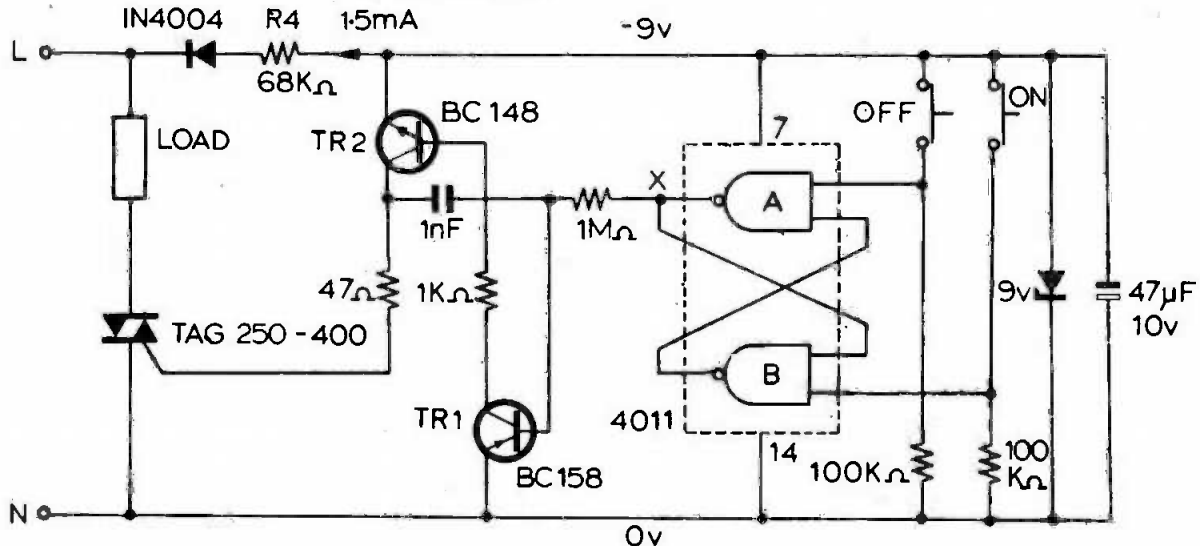 IN4004 R4 1·5mA
-9v
L
68KΩ
BC 148
OFF
ON
LOAD
TR2
7
X
A
1nF
1MΩ
47Ω
1KΩ
9v
47µF
10v
TAG 250-400
B
TR1
4011
14
100KΩ
100
KΩ
BC158
N
0v